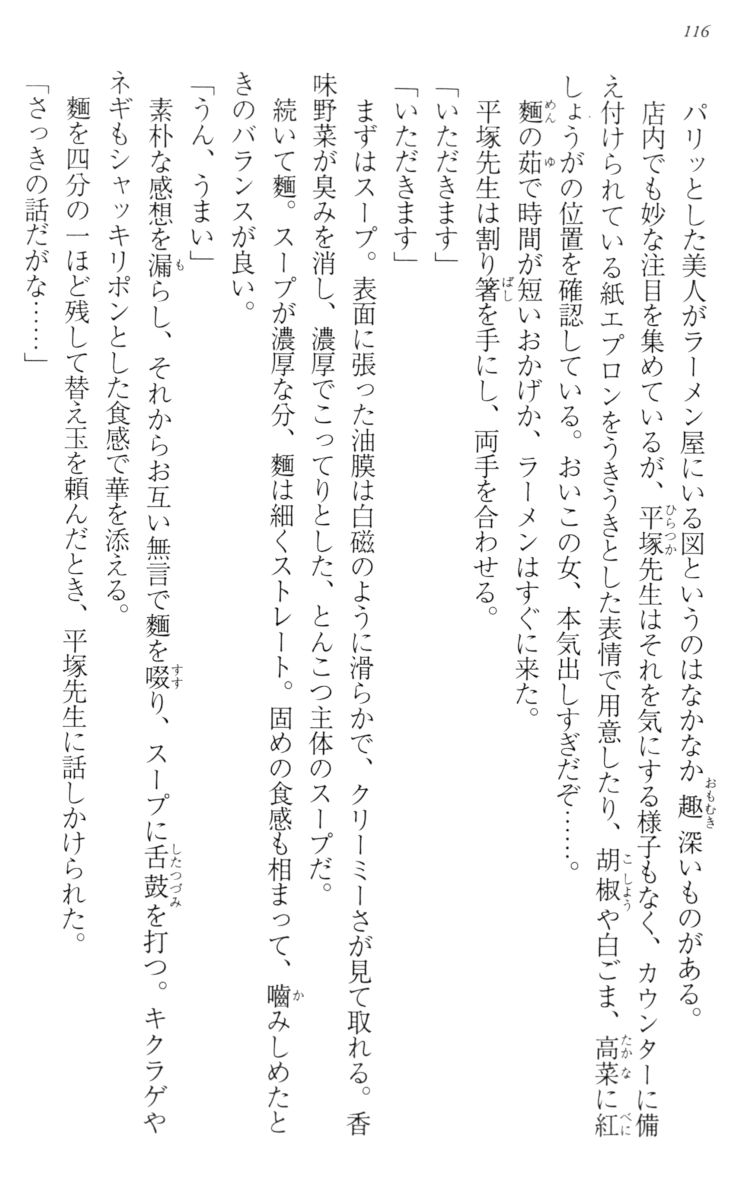 116
パリッとした美人がラーメン屋にいる図というのはなかなか趣深いものがある。
店内でも妙な注目を集めているが、平塚先生はそれを気にする様子もなく、カウンターに備
え付けられている紙エプロンをうきうきとした表情で用意したり、胡椒や白ごま、高菜に紅
しょうがの位置を確認している。おいこの女、本気出しすぎだぞ……。
麵の茹で時間が短いおかげか、ラーメンはすぐに来た。
平塚先生は割り箸を手にし、両手を合わせる。
「いただきます」
「いただきます」
まずはスープ。表面に張った油膜は白磁のように滑らかで、クリーミーさが見て取れる。香
味野菜が臭みを消し、濃厚でこってりとした、とんこつ主体のスープだ。
続いて麵。スープが濃厚な分、麵は細くストレート。固めの食感も相まって、嚙みしめたと
きのバランスが良い。
「うん、うまい」
素朴な感想を漏らし、それからお互い無言で麵を啜り、スープに舌鼓を打つ。キクラゲや
ネギもシャッキリポンとした食感で華を添える。
麵を四分の一ほど残して替え玉を頼んだとき、平塚先生に話しかけられた。
「さっきの話だがな……」